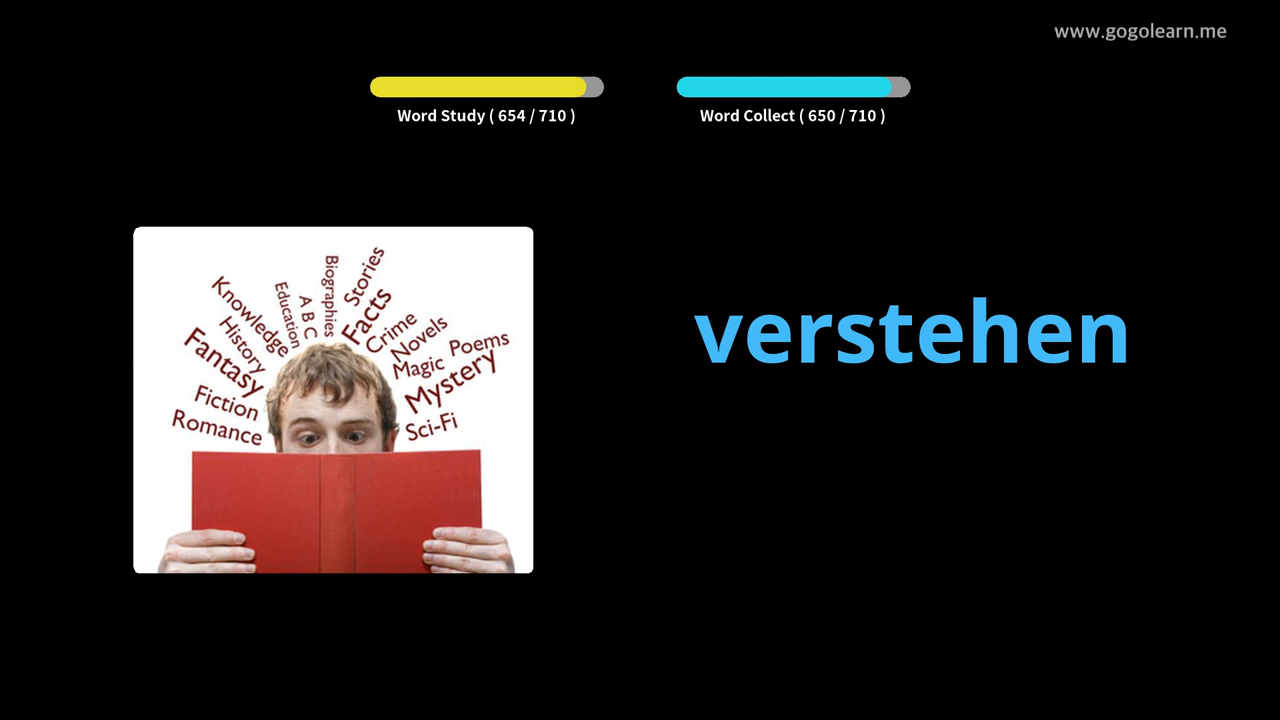 www.gogolearn.me
Word Study ( 654 / 710 )
Word Collect ( 650 / 710 )
verstehen
Romance
Fiction
Fantasy
History
Knowledge
Education
A B C
Biographies
Stories
Facts
Crime
Novels
Magic
Poems
Mystery
Sci-Fi